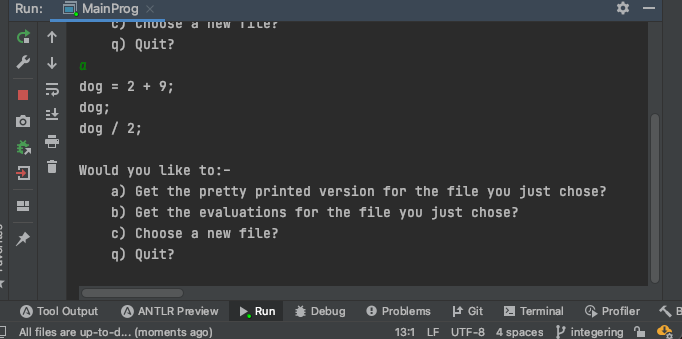 Run: MainProg
c) Choose a new file?
q) Quit?
a
dog = 2 + 9;
dog;
dog / 2;
Would you like to:-
a) Get the pretty printed version for the file you just chose?
b) Get the evaluations for the file you just chose?
c) Choose a new file?
q) Quit?
Tool Output ANTLR Preview Run Debug Problems Git Terminal Profiler B
All files are up-to-d... (moments ago) 13:1 LF UTF-8 4 spaces integering